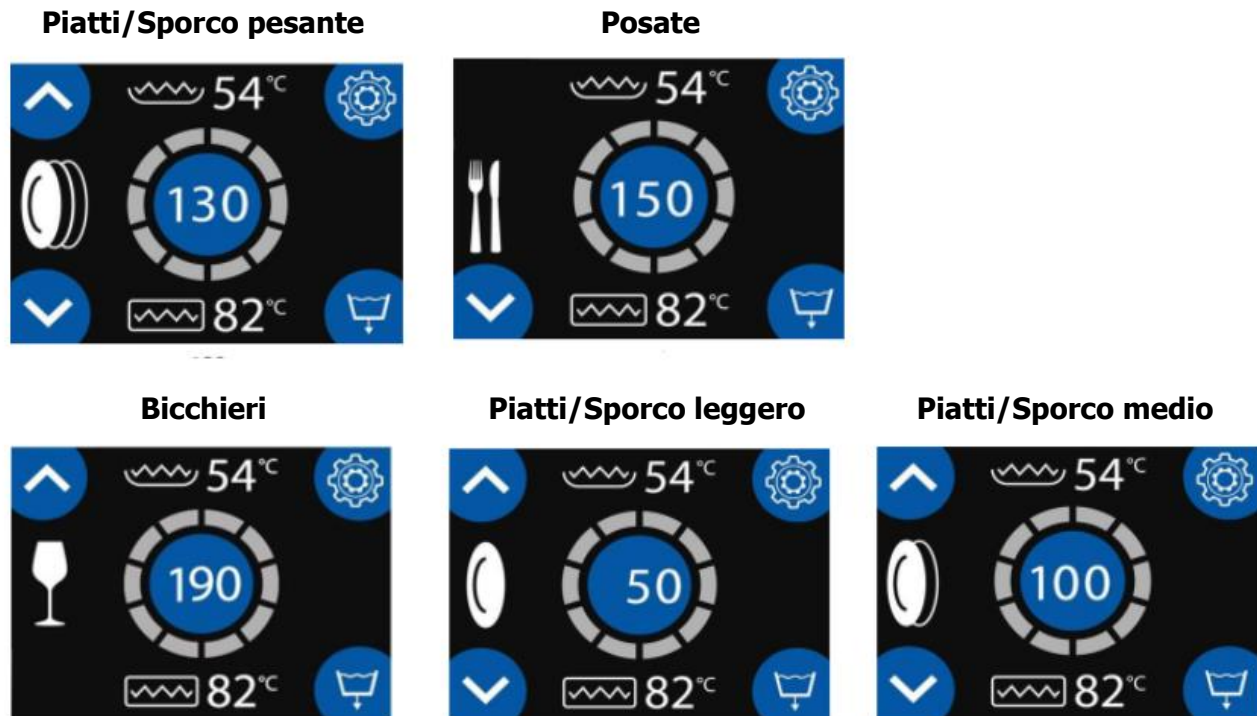 Piatti/Sporco pesante
Posate
54°C
130
82°C
54°C
150
82°C
Bicchieri
Piatti/Sporco leggero
Piatti/Sporco medio
54°C
190
82°C
54°C
50
82°C
54°C
100
82°C